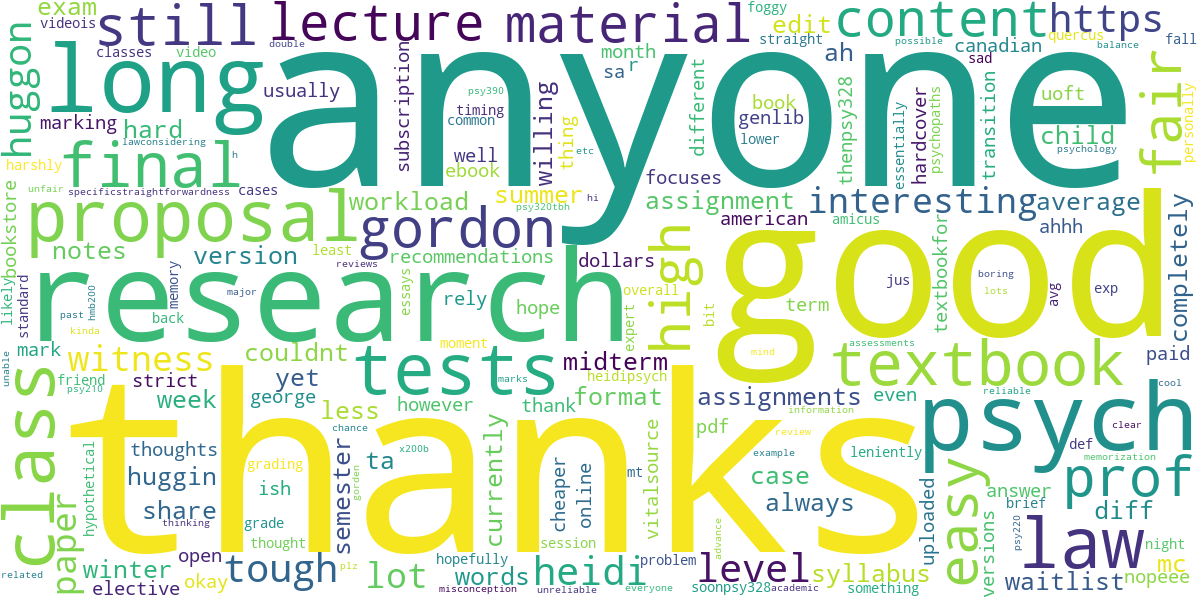 exam
videois
still
lecture
material
foggy
edit
straight
content
https
quercus
possible
balance
fall
classes
double
video
month
sa
r
ah
canadian
sad
huggon
long
anyone
fair
personally
usually
subscription
psy390
timing
common
different
book
genlib
lower
thenpsy328
essentially
hardcover
psychopaths
transition
uoft
child
psychology
marking
hard
lawconsidering
h
harshly
final
well
ebook
willing
thing
focuses
unfair
specificstraightforwardness
cases
summer
psy320tbh
hi
assignment
american
amicus
interesting
average
ahhh
likelybookstore
proposal
workload
gordon
notes
version
least
recommendations
dollars
reviews
standard
major
memory
essays
rely
hope
overall
high
good
term
jus
textbookfor
boring
lots
avg
exp
completely
research
past
hmb200
back
kinda
expert
bit
moment
mind
assessments
unable
mark
witness
couldnt
tests
midterm
heidipsych
textbook
paid
class
friend
psy210
strict
yet
week
george
less
marks
however
thank
format
assignments
information
even
reliable
cool
psych
thanks
chance
review
def
clear
memorization
thoughts
x200b
mt
pdf
example
leniently
hypothetical
huggin
grading
ta
semester
currently
cheaper
online
vitalsource
case
easy
prof
share
ish
gorden
always
uploaded
answer
brief
diff
paper
thinking
grade
thought
session
advance
versions
psy220
law
night
related
winter
open
okay
tough
plz
lot
hopefully
words
misconception
heidi
unreliable
problem
everyone
level
soonpsy328
academic
syllabus
something
waitlist
mc
nopeee
elective
etc